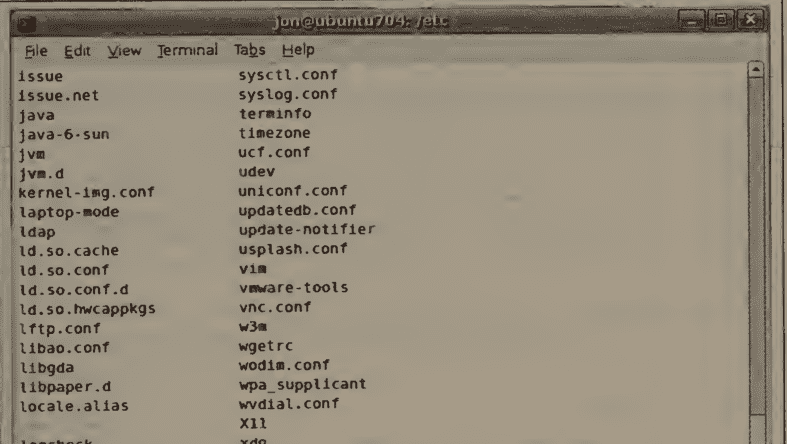 jon@ubuntu704: /etc
File Edit View Terminal Tabs Help
issue sysctl.conf
issue.net syslog.conf
java terminfo
java-6-sun timezone
jvm ucf.conf
jvm.d udev
kernel-img.conf uniconf.conf
laptop-mode updatedb.conf
ldap update-notifier
ld.so.cache usplash.conf
ld.so.conf vim
ld.so.conf.d vmware-tools
ld.so.hwcappkgs vnc.conf
lftp.conf w3m
libao.conf wgetrc
libgda wodim.conf
libpaper.d wpa_supplicant
locale.alias wvdial.conf
X11
xdg